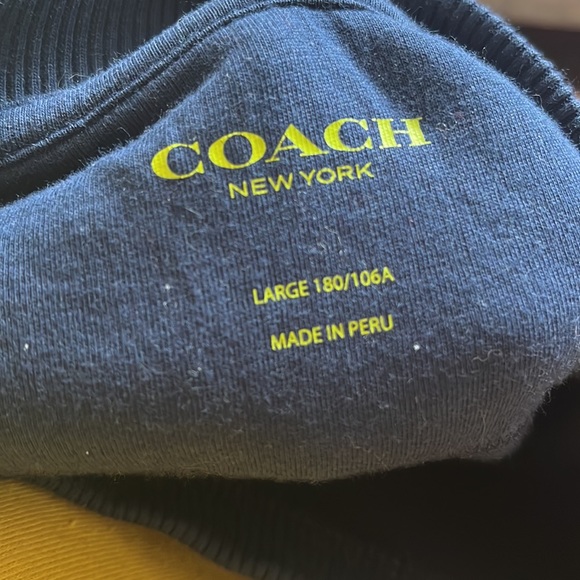 COACH
NEW YORK
LARGE 180/106A
MADE IN PERU